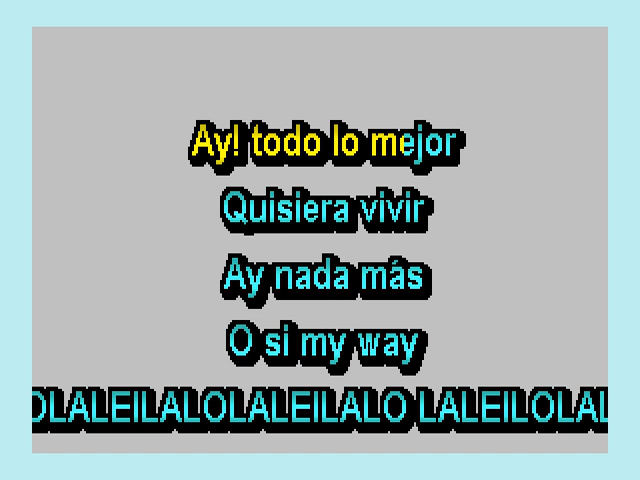 Ay! todo lo mejor
Quisiera vivir
Ay nada más
O si my way
OLALEILALOLALEILALO LALEILOLAL